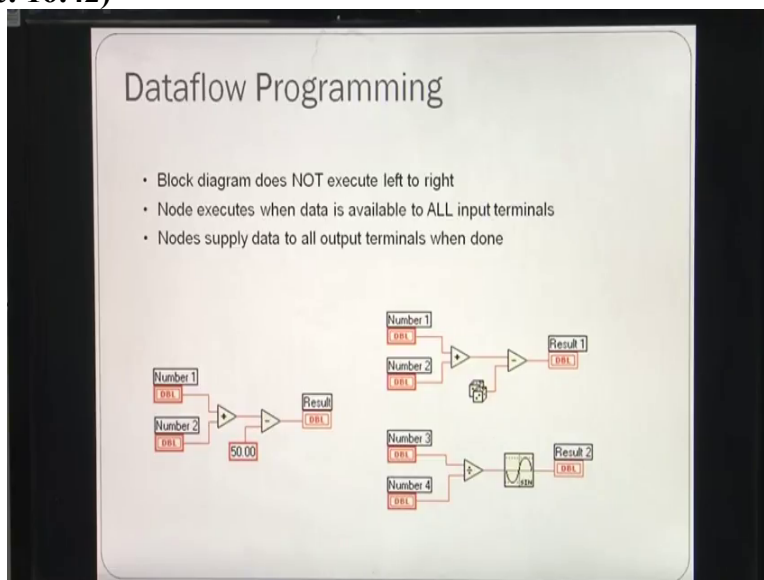 Dataflow Programming
• Block diagram does NOT execute left to right
• Node executes when data is available to ALL input terminals
• Nodes supply data to all output terminals when done
Number 1
DBL
Number 2
DBL
50.00
Result
DBL
Number 1
DBL
Number 2
DBL
Result 1
DBL
Number 3
DBL
Number 4
DBL
SIN
Result 2
DBL